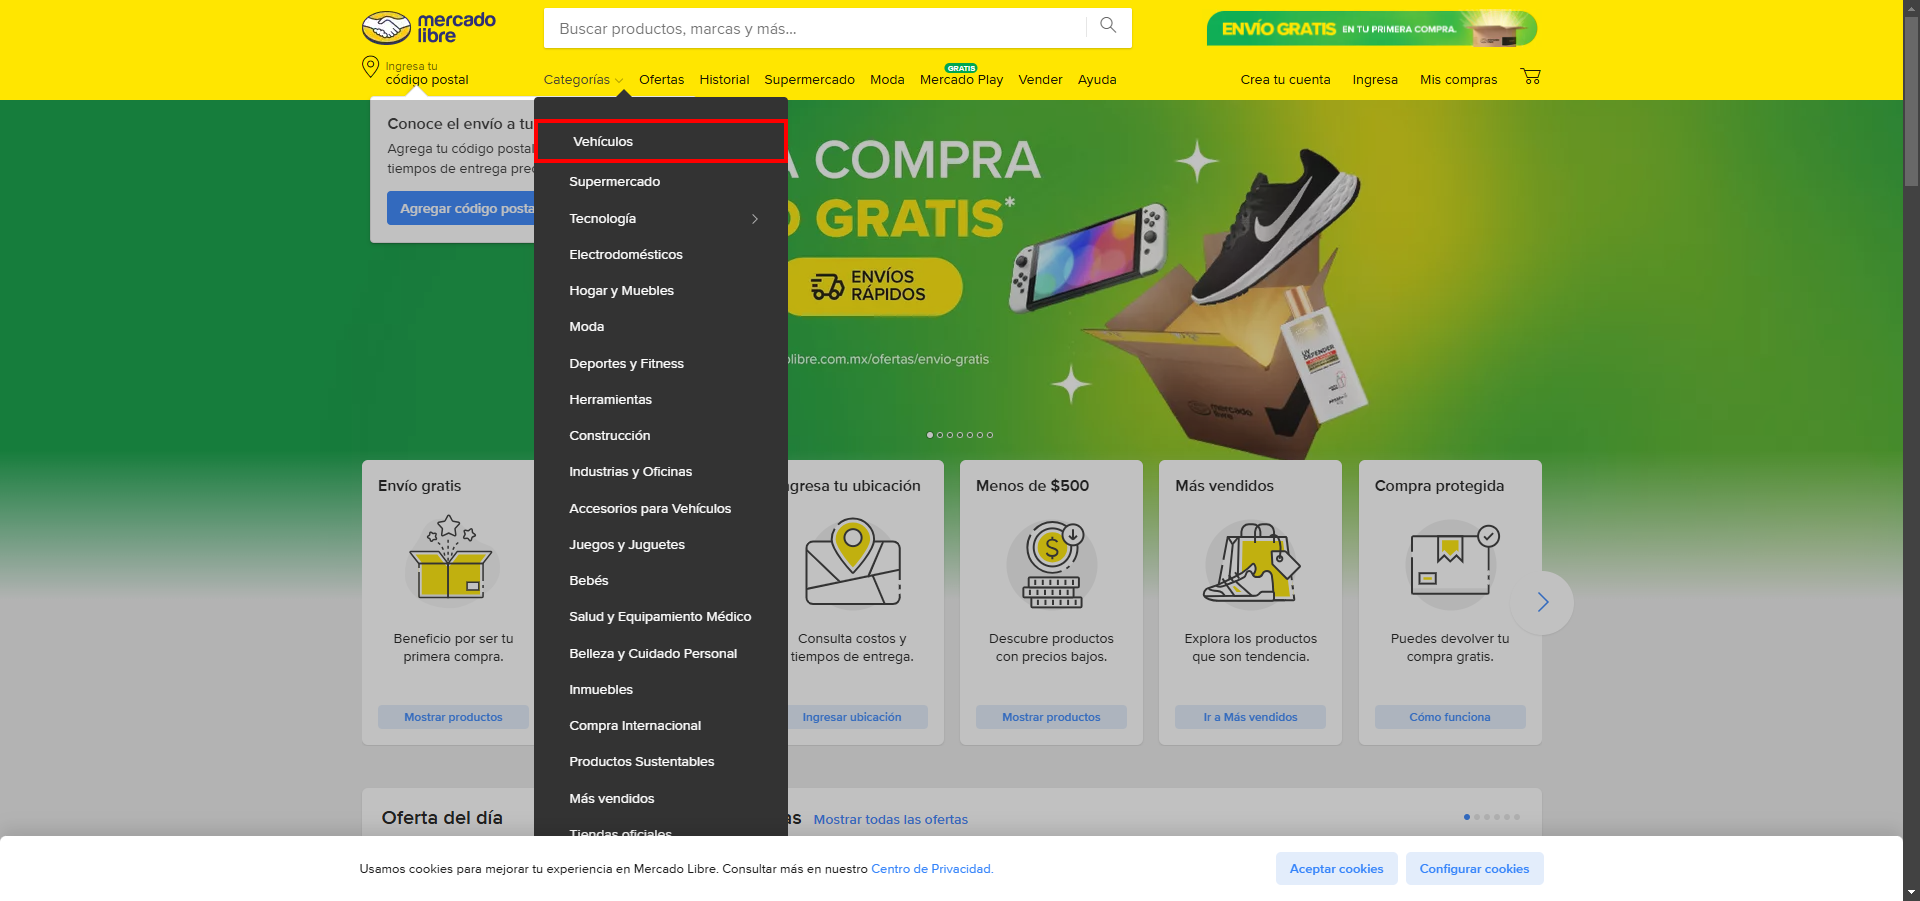 mercado
libre
Buscar productos, marcas y más...
ENVÍO GRATIS EN TU PRIMERA COMPRA.
Ingresa tu
código postal
Categorías
Ofertas
Historial
Supermercado
Moda
GRATIS
Mercado Play
Vender
Ayuda
Crea tu cuenta
Ingresa
Mis compras
Conoce el envío a tu
Agrega tu código postal
tiempos de entrega
Agregar código posta
Vehículos
Supermercado
Tecnología
Electrodomésticos
Hogar y Muebles
Moda
Deportes y Fitness
Herramientas
Construcción
Industrias y Oficinas
Accesorios para Vehículos
Juegos y Juguetes
Bebés
Salud y Equipamiento Médico
Belleza y Cuidado Personal
Inmuebles
Compra Internacional
Productos Sustentables
Más vendidos
Tiendas oficiales
A COMPRA
O GRATIS*
ENVÍOS
RÁPIDOS
olibre.com.mx/ofertas/envio-gratis
UV
DEFENDER
mercado
libre
Envío gratis
Beneficio por ser tu
primera compra.
Mostrar productos
ngresa tu ubicación
Consulta costos y
tiempos de entrega.
Ingresar ubicación
Menos de $500
$
Descubre productos
con precios bajos.
Mostrar productos
Más vendidos
Explora los productos
que son tendencia.
Ir a Más vendidos
Compra protegida
Puedes devolver tu
compra gratis.
Cómo funciona
Oferta del día
as
Mostrar todas las ofertas
Usamos cookies para mejorar tu experiencia en Mercado Libre. Consultar más en nuestro Centro de Privacidad.
Aceptar cookies
Configurar cookies